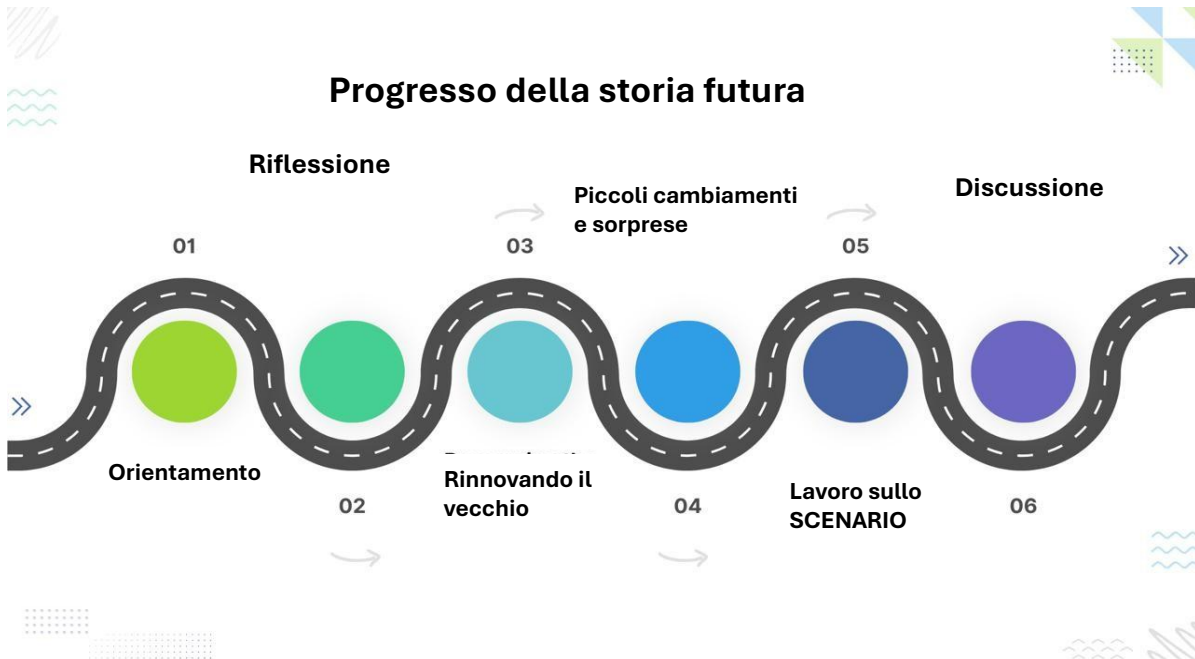 Progresso della storia futura
Riflessione
Piccoli cambiamenti
e sorprese
Discussione
01
03
05
Orientamento
Rinnovando il
vecchio
Lavoro sullo
SCENARIO
02
04
06